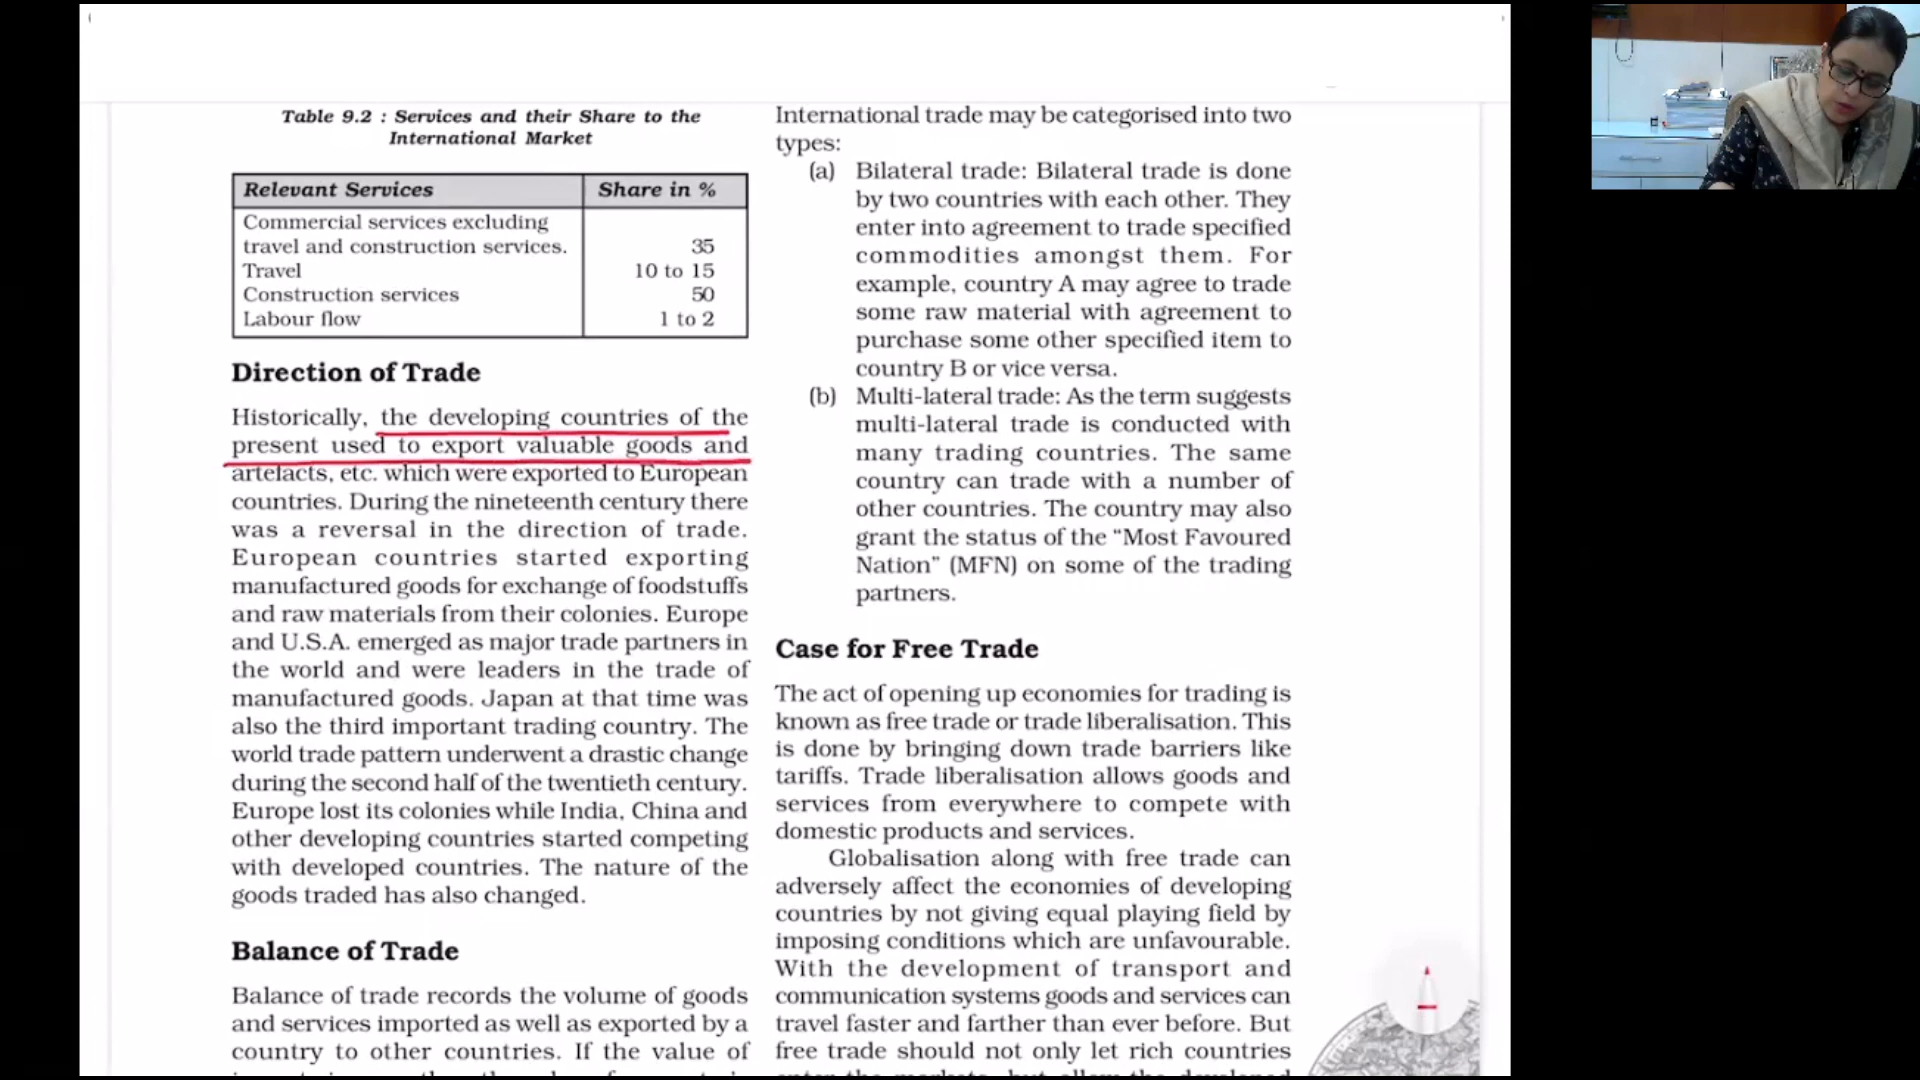 Table 9.2 : Services and their Share to the
International Market
Relevant Services Share in %
Commercial services excluding
travel and construction services. 35
Travel 10 to 15
Construction services 50
Labour flow 1 to 2
Direction of Trade
Historically, the developing countries of the
present used to export valuable goods and
artefacts, etc. which were exported to European
countries. During the nineteenth century there
was a reversal in the direction of trade.
European countries started exporting
manufactured goods for exchange of foodstuffs
and raw materials from their colonies. Europe
and U.S.A. emerged as major trade partners in
the world and were leaders in the trade of
manufactured goods. Japan at that time was
also the third important trading country. The
world trade pattern underwent a drastic change
during the second half of the twentieth century.
Europe lost its colonies while India, China and
other developing countries started competing
with developed countries. The nature of the
goods traded has also changed.
Balance of Trade
Balance of trade records the volume of goods
and services imported as well as exported by a
country to other countries. If the value of
International trade may be categorised into two
types:
(a) Bilateral trade: Bilateral trade is done
by two countries with each other. They
enter into agreement to trade specified
commodities amongst them. For
example, country A may agree to trade
some raw material with agreement to
purchase some other specified item to
country B or vice versa.
(b) Multi-lateral trade: As the term suggests
multi-lateral trade is conducted with
many trading countries. The same
country can trade with a number of
other countries. The country may also
grant the status of the “Most Favoured
Nation” (MFN) on some of the trading
partners.
Case for Free Trade
The act of opening up economies for trading is
known as free trade or trade liberalisation. This
is done by bringing down trade barriers like
tariffs. Trade liberalisation allows goods and
services from everywhere to compete with
domestic products and services.
Globalisation along with free trade can
adversely affect the economies of developing
countries by not giving equal playing field by
imposing conditions which are unfavourable.
With the development of transport and
communication systems goods and services can
travel faster and farther than ever before. But
free trade should not only let rich countries